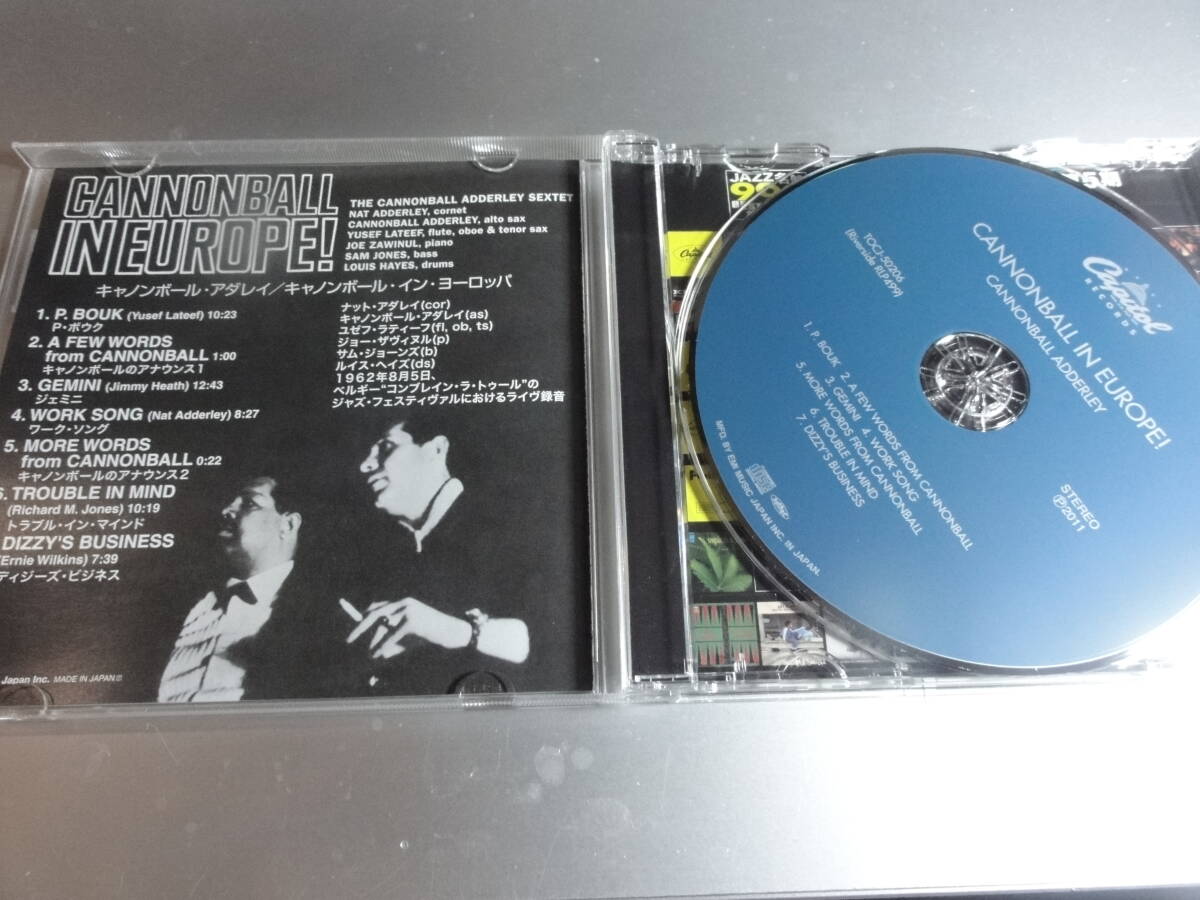 CANNONBALL
IN EUROPE!
THE CANNONBALL ADDERLEY SEXTET
NAT ADDERLEY, cornet
CANNONBALL ADDERLEY, alto sax
YUSEF LATEEF, flute, oboe & tenor sax
JOE ZAWINUL, piano
SAM JONES, bass
LOUIS HAYES, drums
キャノンボール・アダレイ/キャノンボール・イン・ヨーロッパ
1. P. BOUK (Yusef Lateef) 10:23
P・ボウク
2. A FEW WORDS
from CANNONBALL 1:00
キャノンボールのアナウンス1
3. GEMINI (Jimmy Heath) 12:43
ジェミニ
4. WORK SONG (Nat Adderley) 8:27
ワーク・ソング
5. MORE WORDS
from CANNONBALL 0:22
キャノンボールのアナウンス2
6. TROUBLE IN MIND
(Richard M. Jones) 10:19
トラブル・イン・マインド
DIZZY'S BUSINESS
(Ernie Wilkins) 7:39
ディジーズ・ビジネス
ナット・アダレイ(cor)
キャノンボール・アダレイ(as)
ユゼフ・ラティーフ(fl, ob, ts)
ジョー・ザヴィヌル(p)
サム・ジョーンズ(b)
ルイス・ヘイズ(ds)
1962年8月5日、
ベルギー“コンブレイン・ラ・トゥール”の
ジャズ・フェスティヴァルにおけるライヴ録音
Japan Inc. MADE IN JAPAN
JAZZ
Capitol
RECORDS
CANNONBALL IN EUROPE!
CANNONBALL ADDERLEY
TOCJ-50206
(Riverside RLP499)
1. P. BOUK 2. A FEW WORDS FROM CANNONBALL
3. GEMINI 4. WORK SONG
5. MORE WORDS FROM CANNONBALL
6. TROUBLE IN MIND
7. DIZZY'S BUSINESS
STEREO
Ⓟ2011
MFD. BY EMI MUSIC JAPAN INC. IN JAPAN.